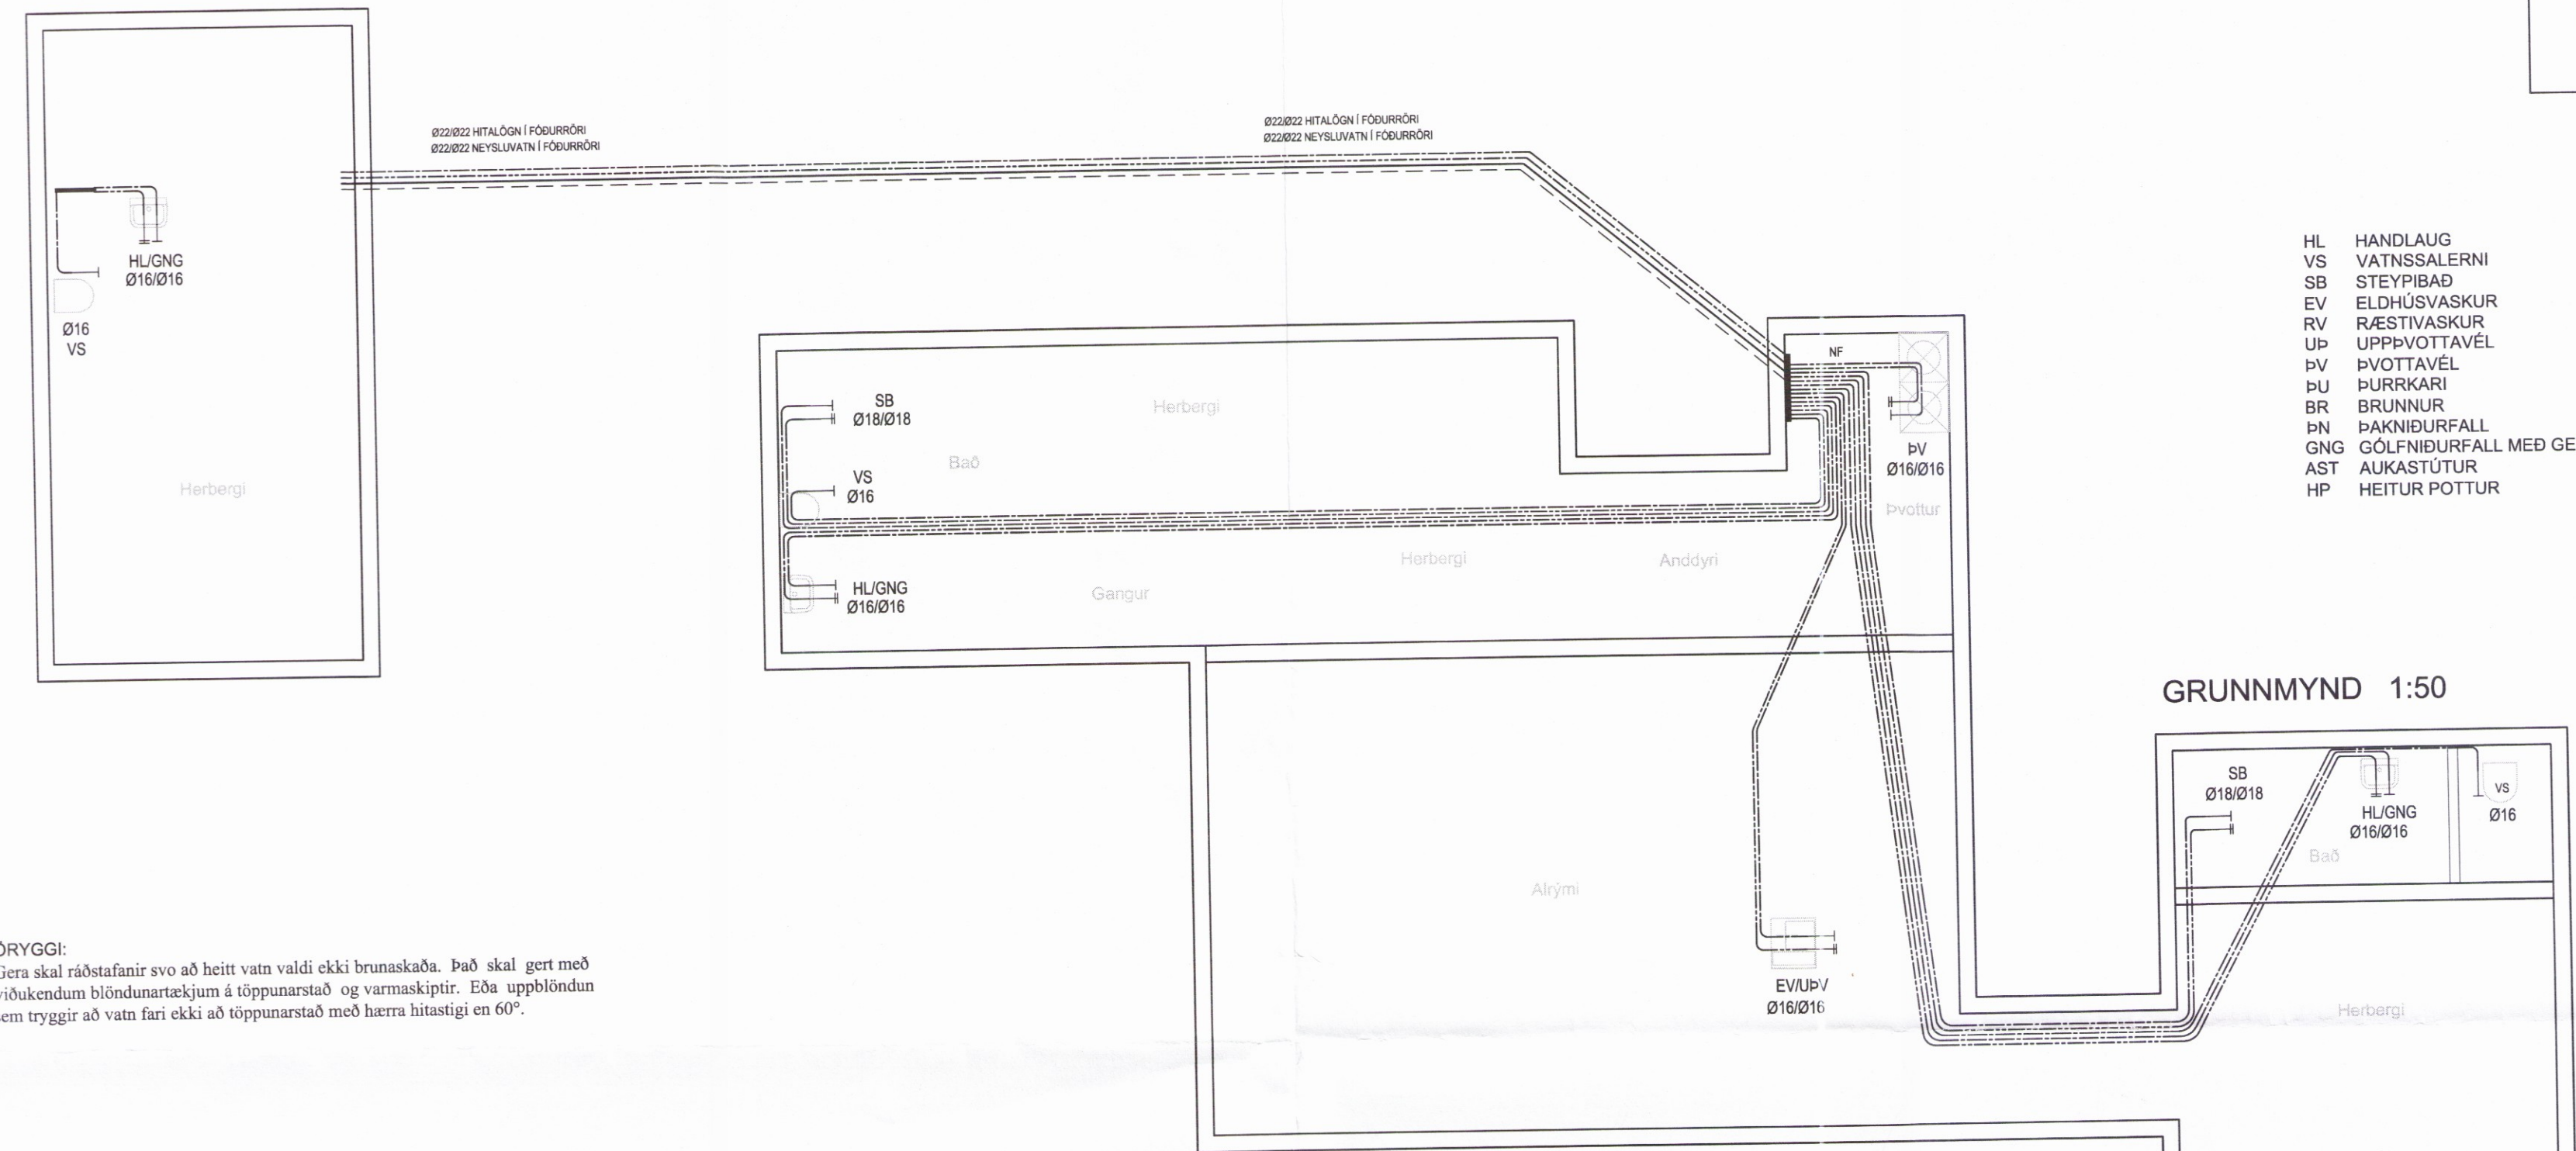 Ø22/Ø22 HITALÖGN Í FÓÐURRÖRI
Ø22/Ø22 NEYSLUVATN Í FÓÐURRÖRI
Ø22/Ø22 HITALÖGN Í FÓÐURRÖRI
Ø22/Ø22 NEYSLUVATN Í FÓÐURRÖRI
HL/GNG
Ø16/Ø16
Ø16
VS
Herbergi
SB
Ø18/Ø18
Herbergi
Bað
VS
Ø16
HL/GNG
Ø16/Ø16
Gangur
Herbergi
Anddyri
NF
ÞV
Ø16/Ø16
Þvottur
HL HANDLAUG
VS VATNSSALERNI
SB STEYPIBAÐ
EV ELDHÚSVASKUR
RV RÆSTIVASKUR
UÞ UPPÞVOTTAVÉL
ÞV ÞVOTTAVÉL
ÞU ÞURRKARI
BR BRUNNUR
ÞN ÞAKNIÐURFALL
GNG GÓLFNIÐURFALL MEÐ GE
AST AUKASTÚTUR
HP HEITUR POTTUR
GRUNNMYND 1:50
SB
Ø18/Ø18
HL/GNG
Ø16/Ø16
VS
Ø16
Bað
Herbergi
Alrými
EV/UÞV
Ø16/Ø16
ÖRYGGI:
Gera skal ráðstafanir svo að heitt vatn valdi ekki brunaskaða. Það skal gert með
viðukendum blöndunartækjum á töppunarstað og varmaskiptir. Eða uppblöndun
sem tryggir að vatn fari ekki að töppunarstað með hærra hitastigi en 60°.